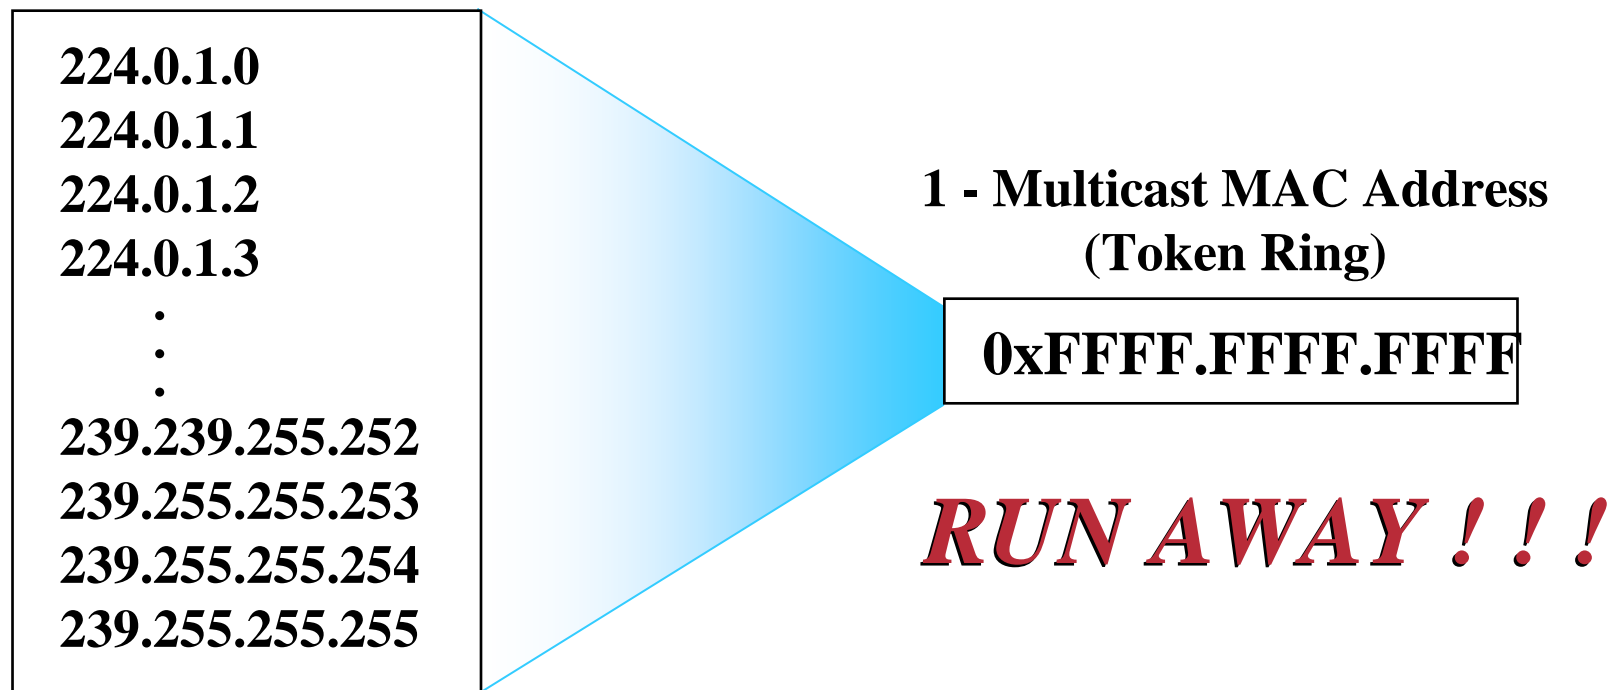 224.0.1.0
224.0.1.1
224.0.1.2
224.0.1.3
.
.
.
239.239.255.252
239.255.255.253
239.255.255.254
239.255.255.255
1 - Multicast MAC Address
(Token Ring)
0xFFFF.FFFF.FFFF
RUN AWAY ! ! !